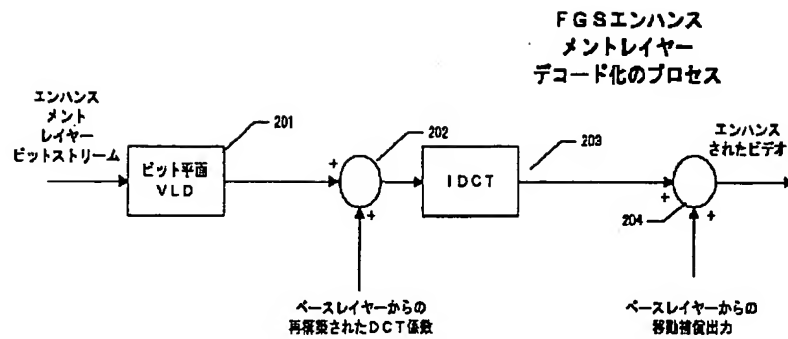 FGSエンハンス
メントレイヤー
デコード化のプロセス
エンハンス
メント
レイヤー
ビットストリーム
ビット平面
VLD
201
+
202
+
IDCT
203
+
204
+
エンハンス
されたビデオ
ベースレイヤーからの
再構築されたDCT係数
ベースレイヤーからの
移動補償出力